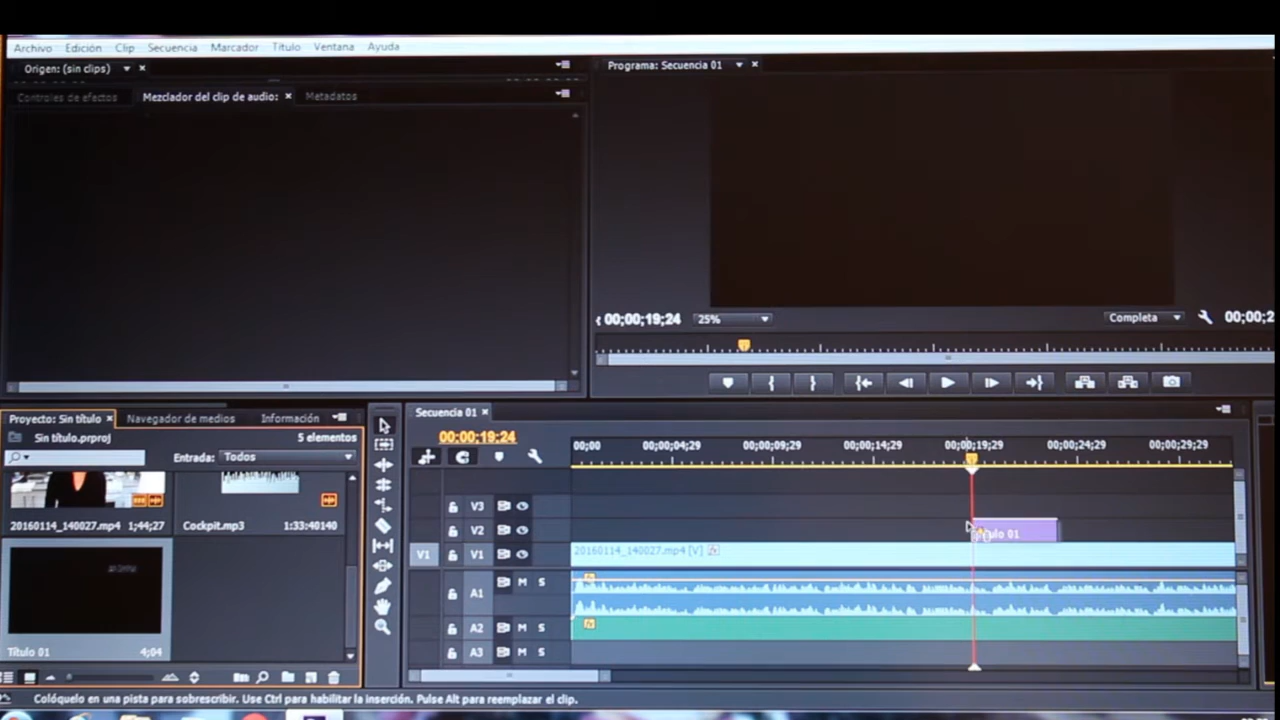 Archivo Edición Clip Secuencia Marcador Título Ventana Ayuda
Origen: (sin clips)
Programa: Secuencia 01
Controles de efectos Mezclador del clip de audio: Metadatos
00;00;19;24 25% Completa 00;00;2
Proyecto: Sin título Navegador de medios Información
Sin título.prproj 5 elementos
Entrada: Todos
20160114_140027.mp4 1;44;27 Cockpit.mp3 1:33:40140
Título 01 4;04
Secuencia 01
00;00;19;24
00;00 00;00;04;29 00;00;09;29 00;00;14;29 00;00;19;29 00;00;24;29 00;00;29;29
V3
V2
V1 V1 20160114_140027.mp4 [V] fx
A1 M S
A2 M S
A3 M S
Colóquelo en una pista para sobrescribir. Use Ctrl para habilitar la inserción. Pulse Alt para reemplazar el clip.